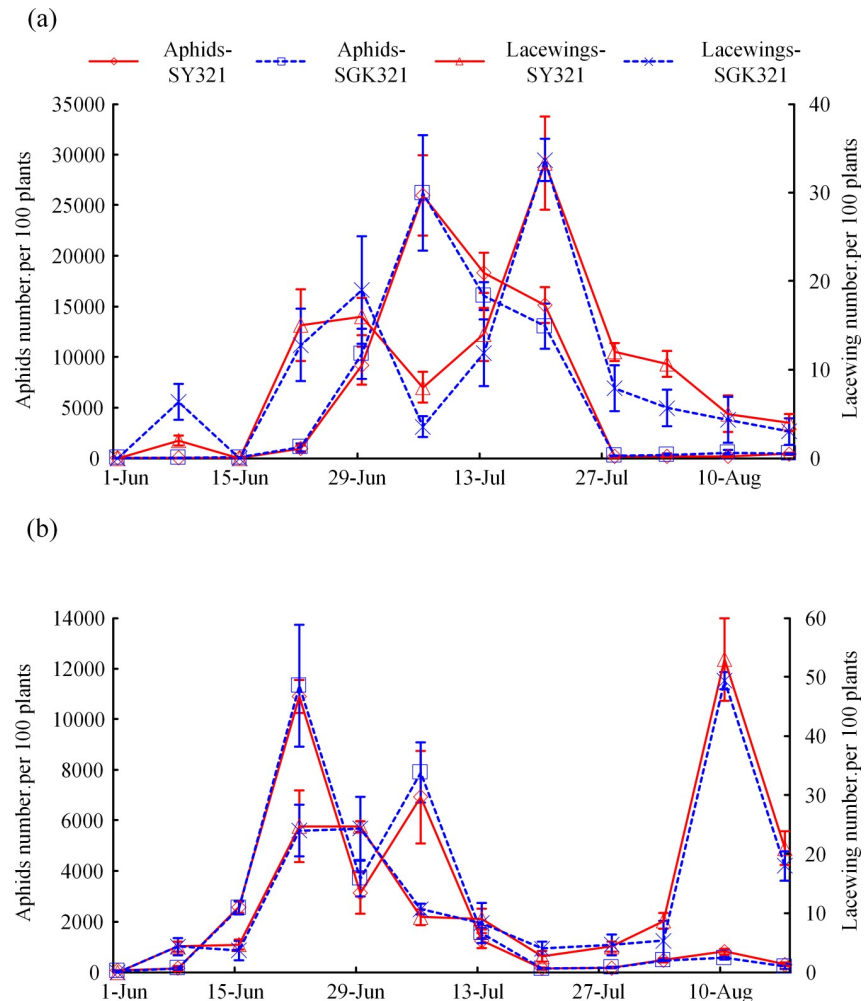 (a)
Aphids-
SY321
Aphids-
SGK321
Lacewings-
SY321
Lacewings-
SGK321
Aphids number.per 100 plants
35000
30000
25000
20000
15000
10000
5000
0
40
30
20
10
0
Lacewing number.per 100 plants
1-Jun 15-Jun 29-Jun 13-Jul 27-Jul 10-Aug
(b)
Aphids number.per 100 plants
14000
12000
10000
8000
6000
4000
2000
0
60
50
40
30
20
10
0
Lacewing number.per 100 plants
1-Jun 15-Jun 29-Jun 13-Jul 27-Jul 10-Aug